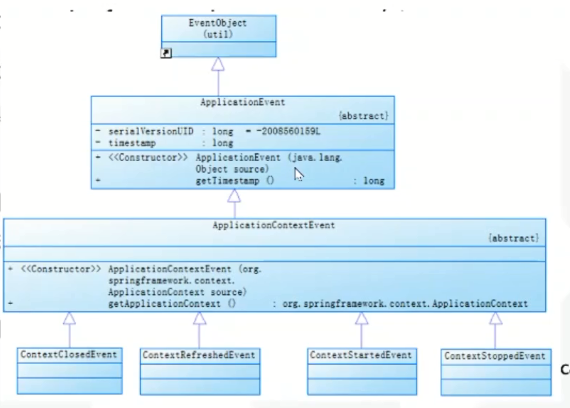 EventObject
(util)
ApplicationEvent
{abstract}
- serialVersionUID : long = -2008560159L
- timestamp : long
+ <<Constructor>> ApplicationEvent (java.lang.
Object source)
+ getTimestamp () : long
ApplicationContextEvent
{abstract}
+ <<Constructor>> ApplicationContextEvent (org.
springframework.context.
ApplicationContext source)
+ getApplicationContext () : org.springframework.context.ApplicationContext
ContextClosedEvent
ContextRefreshedEvent
ContextStartedEvent
ContextStoppedEvent